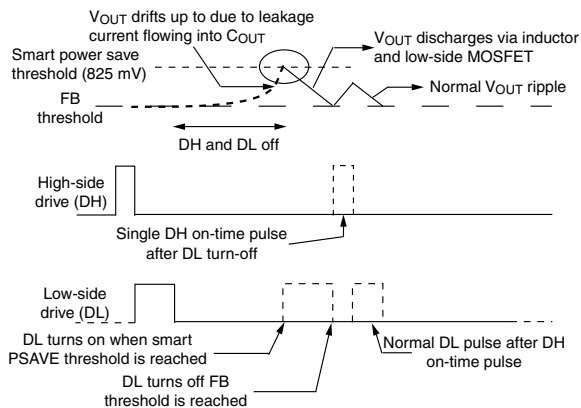 VOUT drifts up to due to leakage
current flowing into COUT
Smart power save
threshold (825 mV)
FB
threshold
VOUT discharges via inductor
and low-side MOSFET
Normal VOUT ripple
DH and DL off
High-side
drive (DH)
Single DH on-time pulse
after DL turn-off
Low-side
drive (DL)
DL turns on when smart
PSAVE threshold is reached
DL turns off FB
threshold is reached
Normal DL pulse after DH
on-time pulse